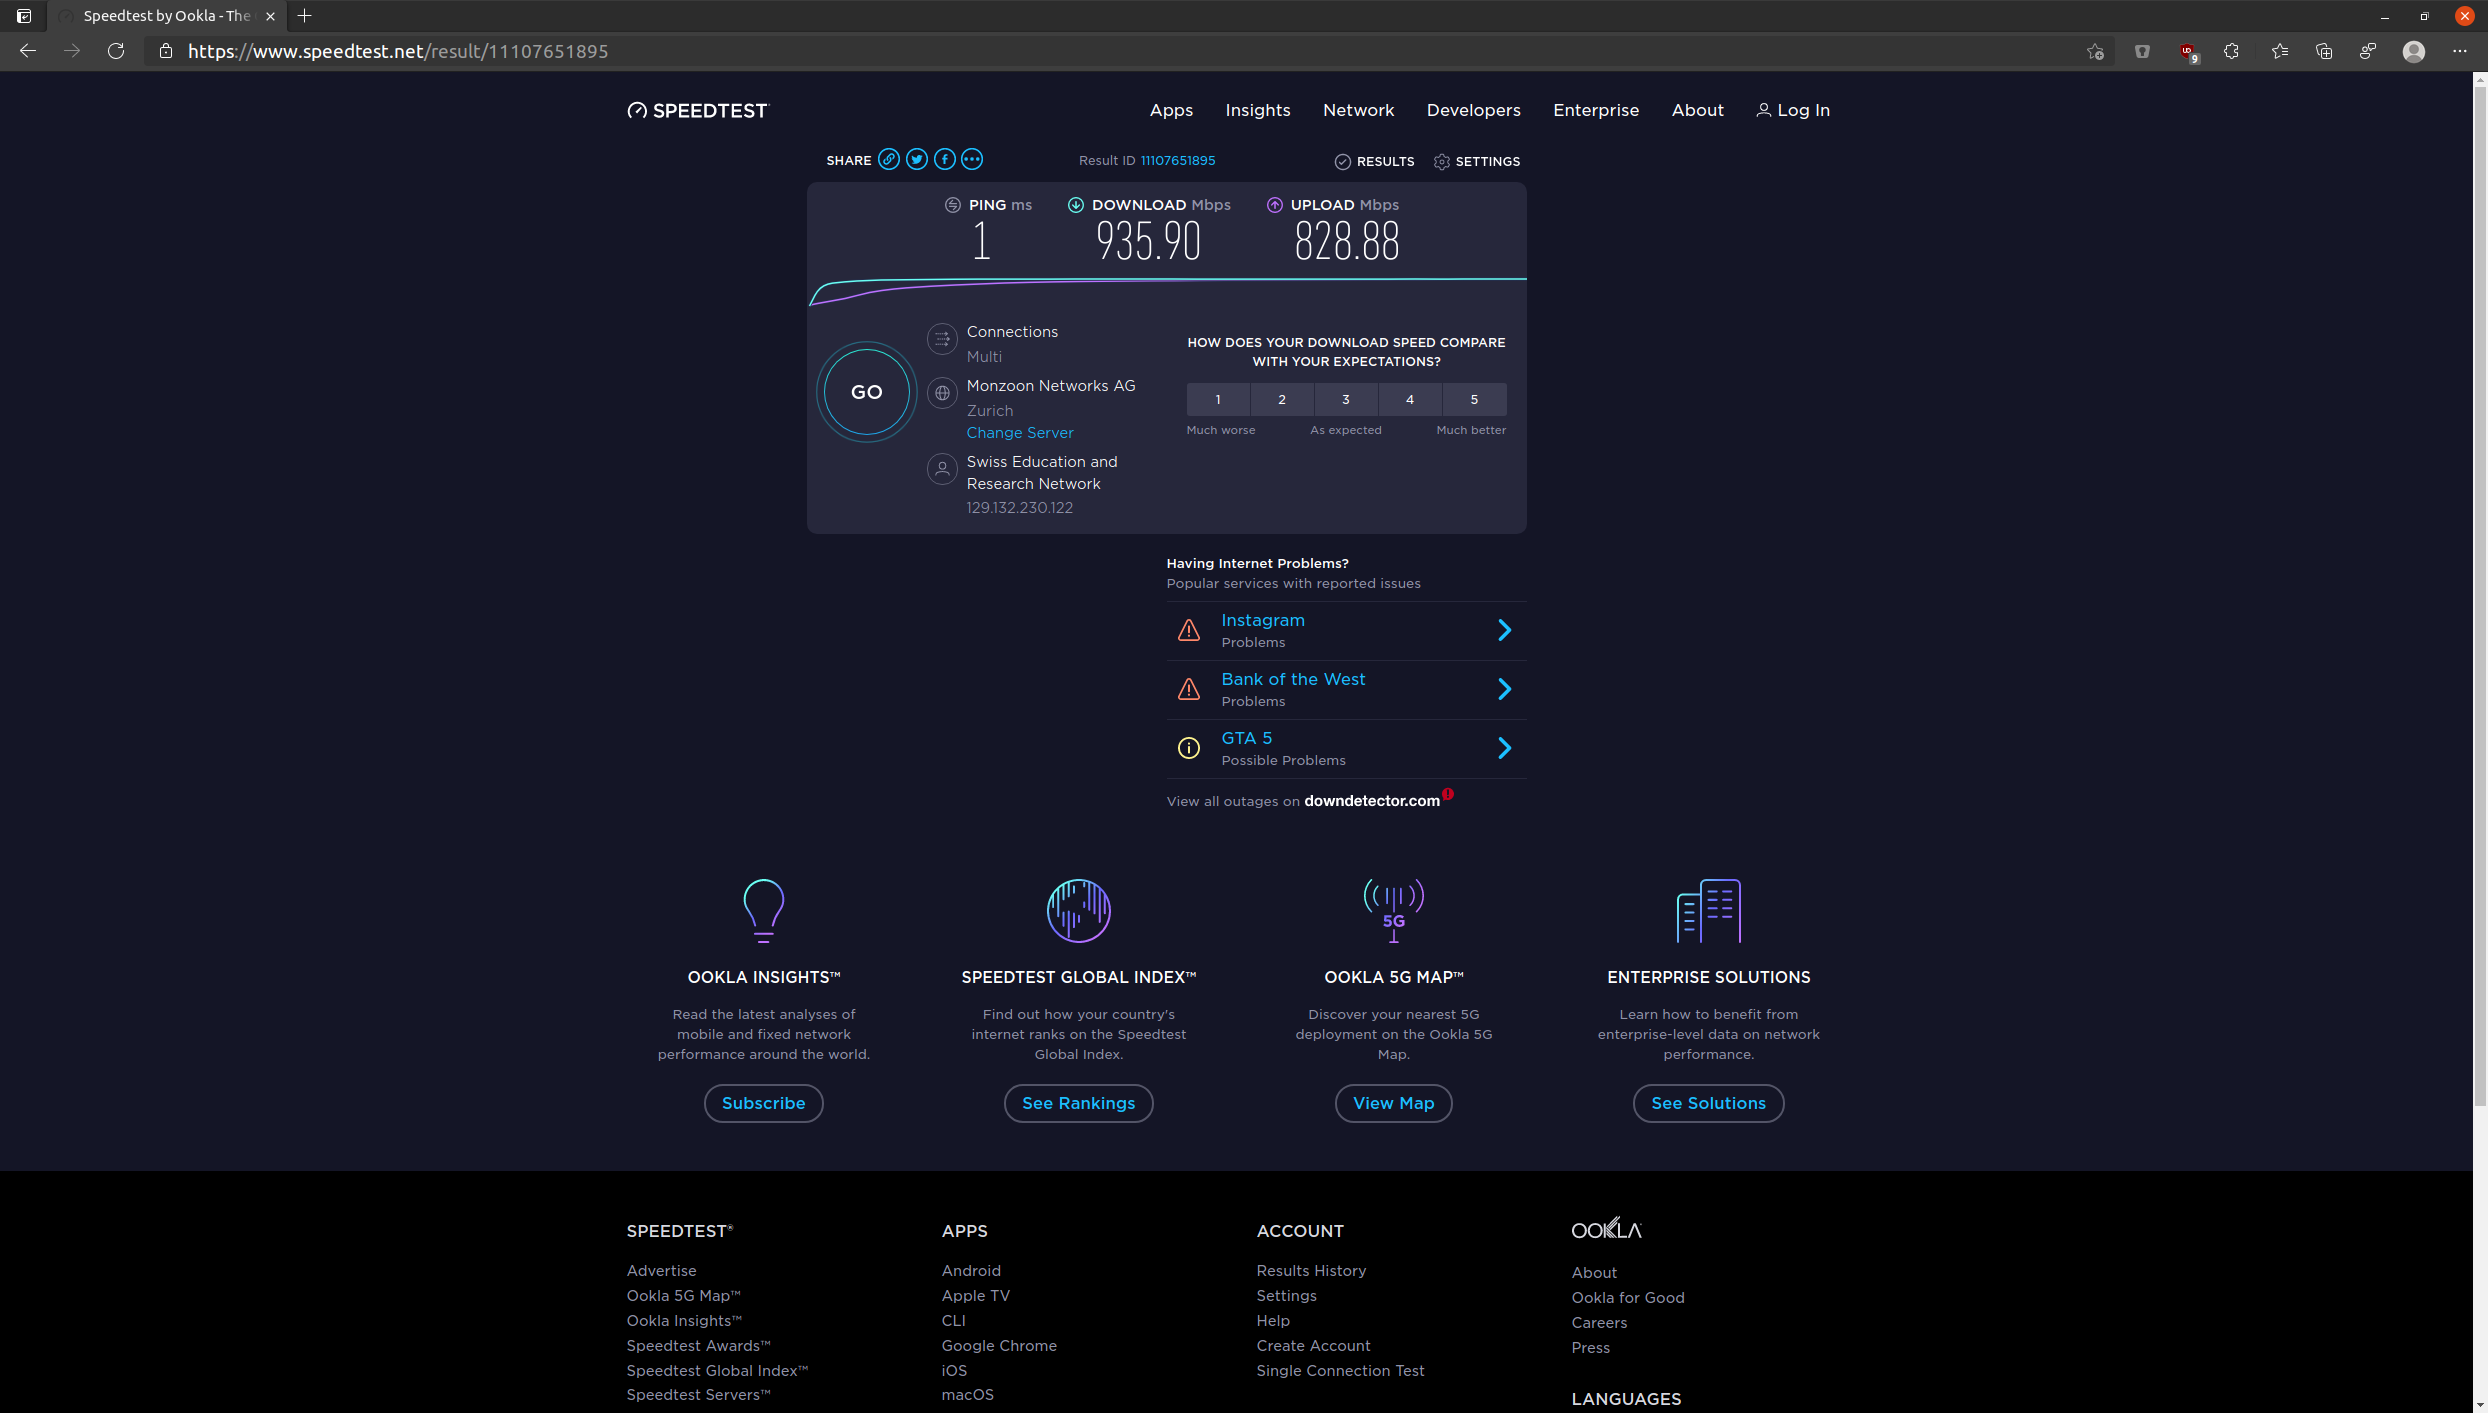 Speedtest by Ookla - The
https://www.speedtest.net/result/11107651895
9
SPEEDTEST
Apps Insights Network Developers Enterprise About Log In
SHARE Result ID 11107651895 RESULTS SETTINGS
PING ms DOWNLOAD Mbps UPLOAD Mbps
1 935.90 828.88
GO
Connections
Multi
Monzoon Networks AG
Zurich
Change Server
Swiss Education and
Research Network
129.132.230.122
HOW DOES YOUR DOWNLOAD SPEED COMPARE
WITH YOUR EXPECTATIONS?
1 2 3 4 5
Much worse As expected Much better
Having Internet Problems?
Popular services with reported issues
Instagram
Problems
Bank of the West
Problems
GTA 5
Possible Problems
View all outages on downdetector.com
5G
OOKLA INSIGHTS™
Read the latest analyses of
mobile and fixed network
performance around the world.
Subscribe
SPEEDTEST GLOBAL INDEX™
Find out how your country's
internet ranks on the Speedtest
Global Index.
See Rankings
OOKLA 5G MAP™
Discover your nearest 5G
deployment on the Ookla 5G
Map.
View Map
ENTERPRISE SOLUTIONS
Learn how to benefit from
enterprise-level data on network
performance.
See Solutions
SPEEDTEST®
Advertise
Ookla 5G Map™
Ookla Insights™
Speedtest Awards™
Speedtest Global Index™
Speedtest Servers™
APPS
Android
Apple TV
CLI
Google Chrome
iOS
macOS
ACCOUNT
Results History
Settings
Help
Create Account
Single Connection Test
OOKLA
About
Ookla for Good
Careers
Press
LANGUAGES